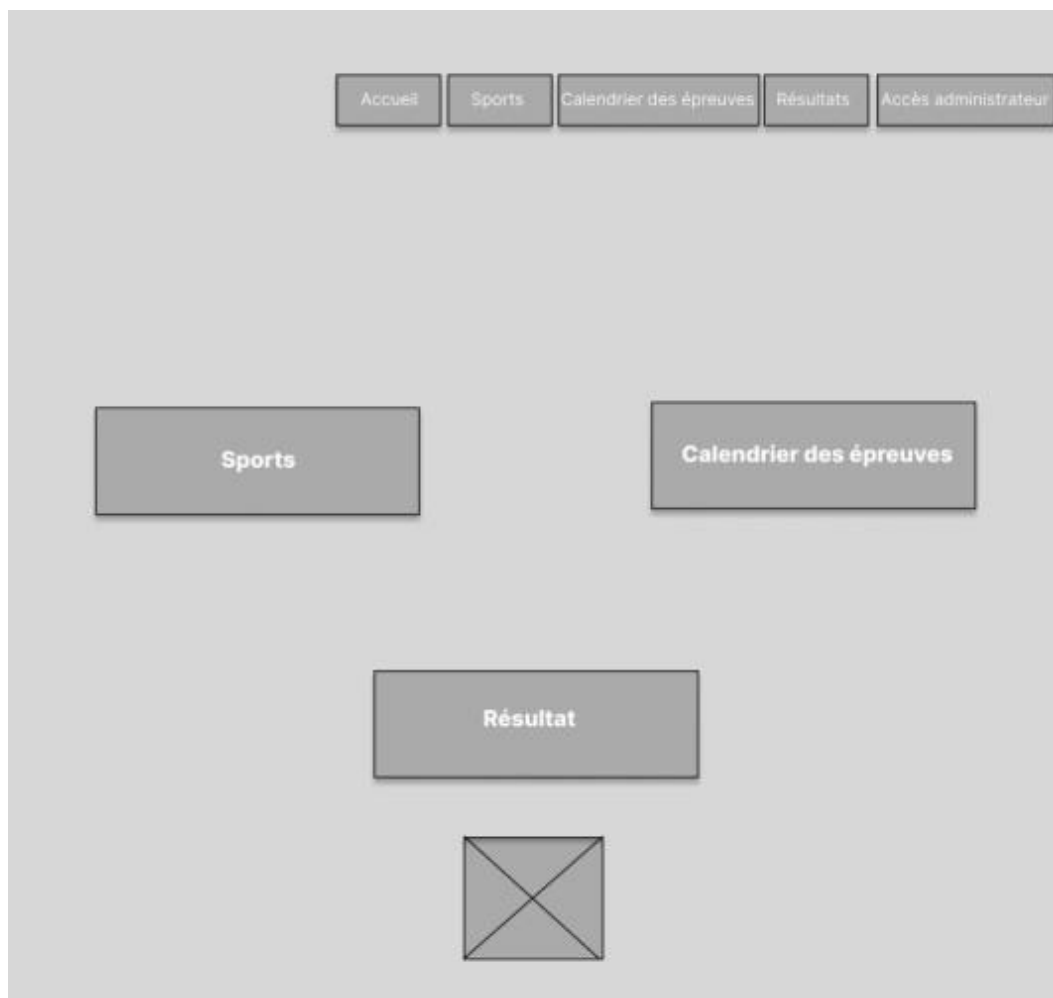 Accueil
Sports
Calendrier des épreuves
Résultats
Accès administrateur
Sports
Calendrier des épreuves
Résultat